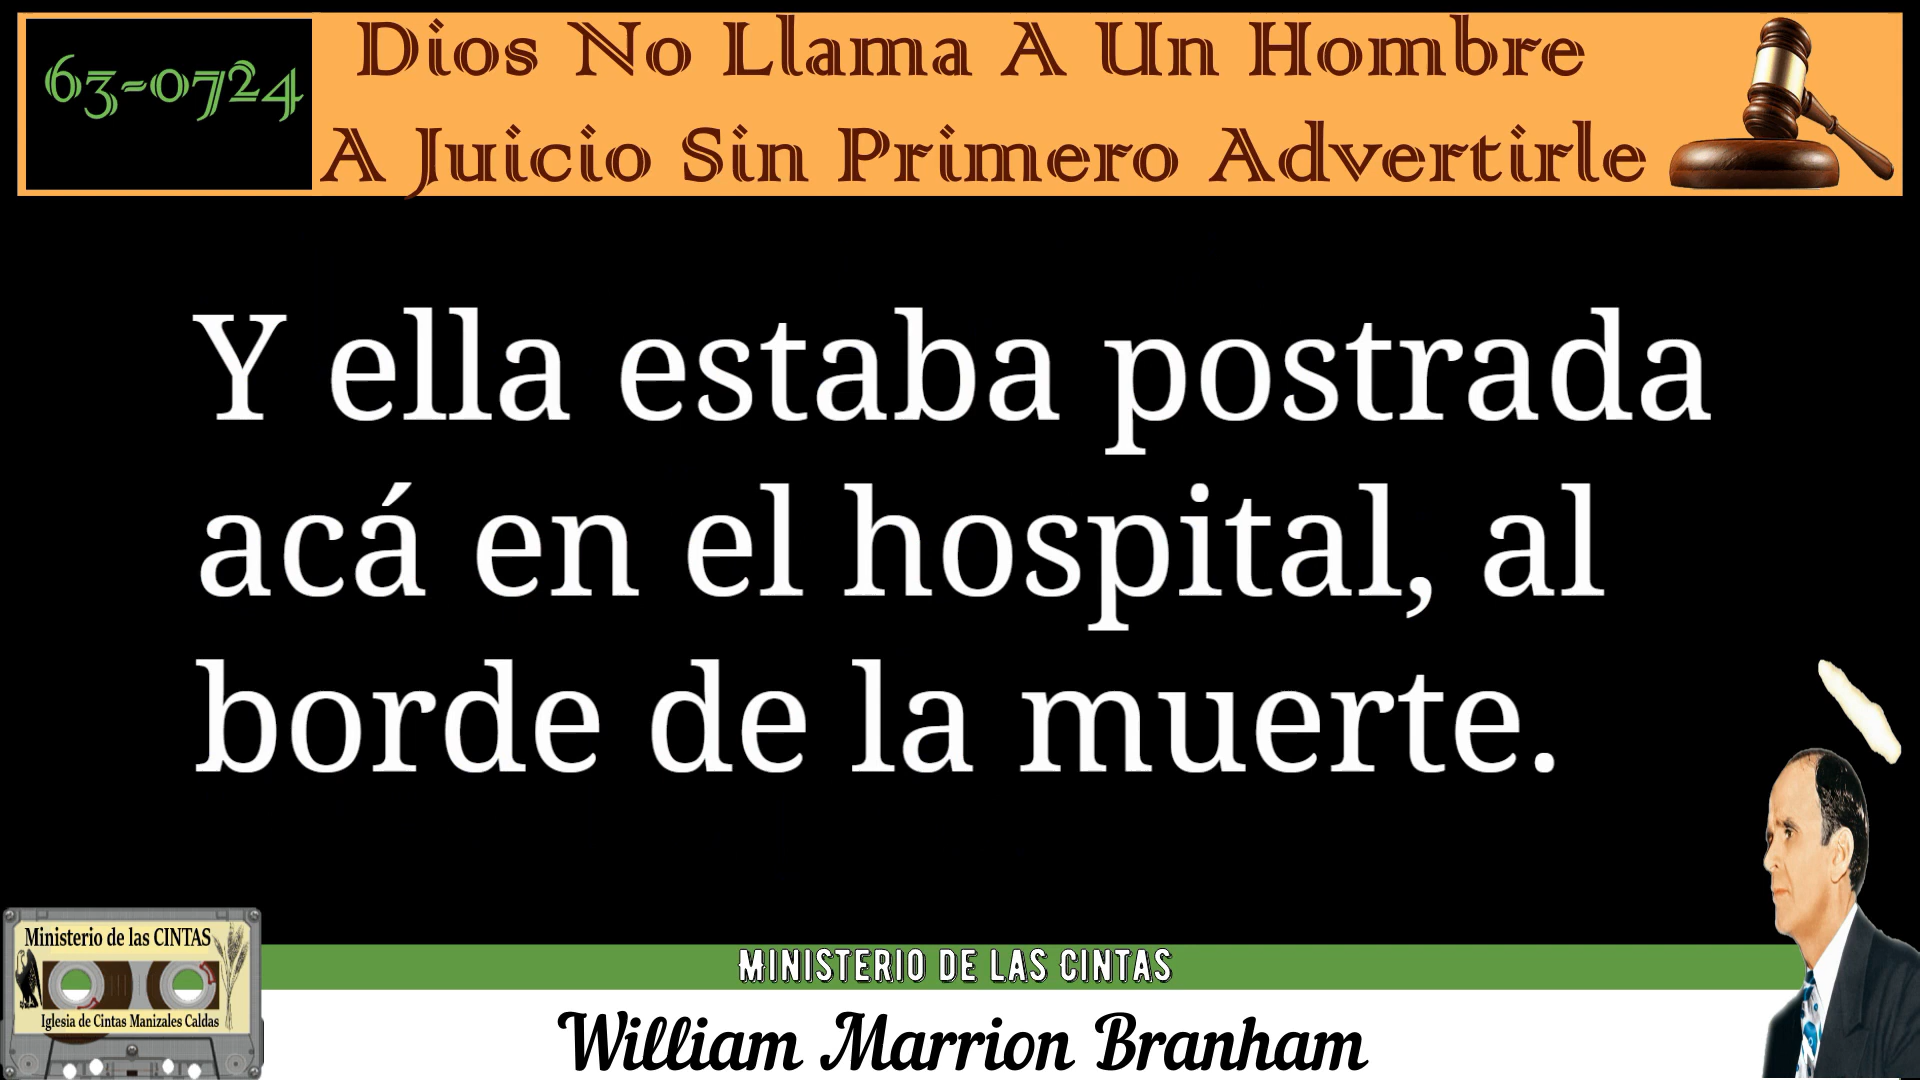 63-0724
Dios No Llama A Un Hombre
A Juicio Sin Primero Advertirle
Y ella estaba postrada
acá en el hospital, al
borde de la muerte.
Ministerio de las CINTAS
Iglesia de Cintas Manizales Caldas
MINISTERIO DE LAS CINTAS
William Marrion Branham